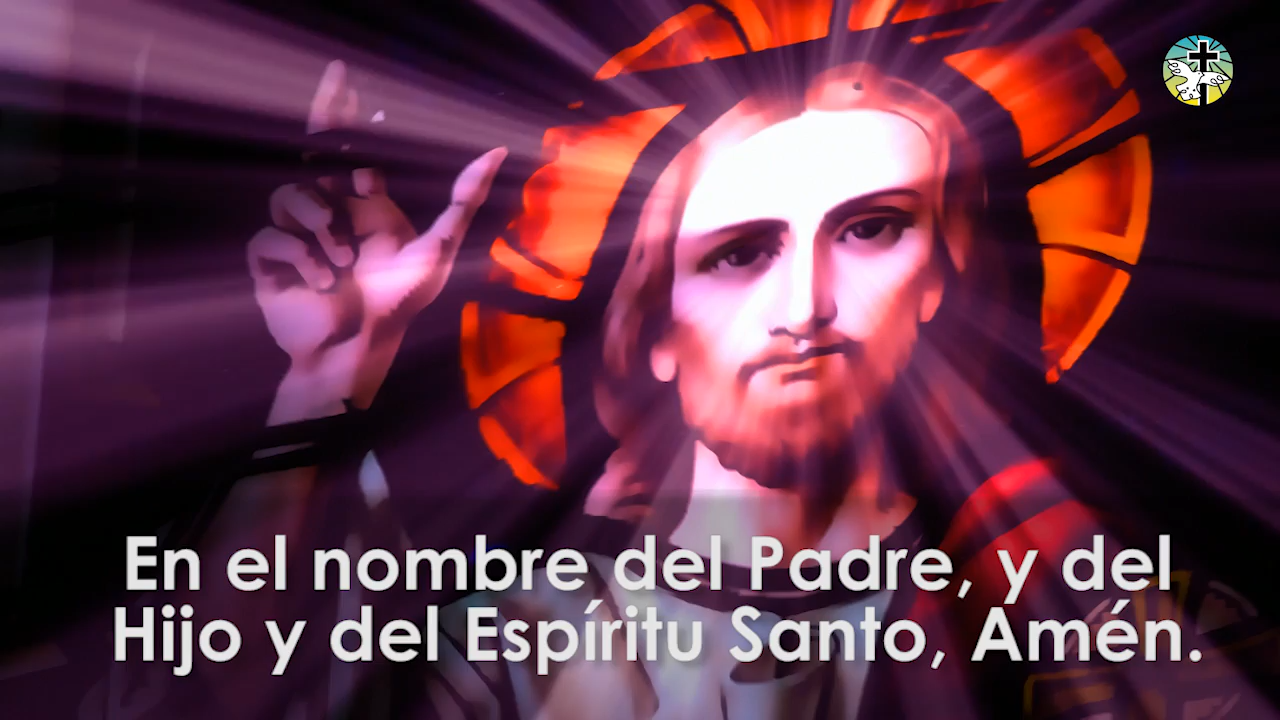 En el nombre del Padre, y del
Hijo y del Espíritu Santo, Amén.